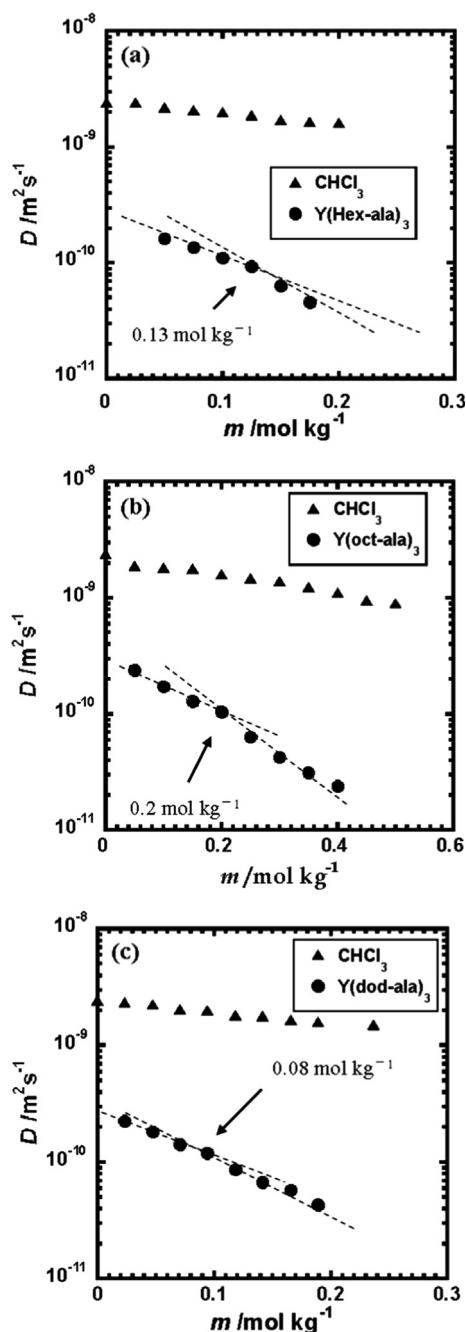 (a)
10⁻⁸
10⁻⁹
10⁻¹⁰
10⁻¹¹
D /m² s⁻¹
CHCl₃
Y(Hex-ala)₃
0.13 mol kg⁻¹
0 0.1 0.2 0.3
m /mol kg⁻¹
(b)
10⁻⁸
10⁻⁹
10⁻¹⁰
10⁻¹¹
D /m² s⁻¹
CHCl₃
Y(oct-ala)₃
0.2 mol kg⁻¹
0 0.2 0.4 0.6
m/mol kg⁻¹
(c)
10⁻⁸
10⁻⁹
10⁻¹⁰
10⁻¹¹
D /m² s⁻¹
CHCl₃
Y(dod-ala)₃
0.08 mol kg⁻¹
0 0.1 0.2 0.3
m /mol kg⁻¹